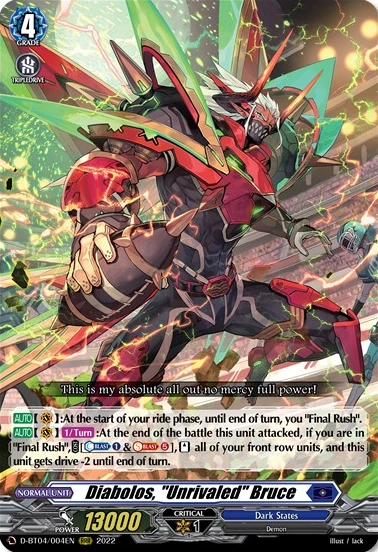 4
GRADE
TRIPLEDRIVE
This is my absolute all out no mercy full power!
AUTO【 】:At the start of your ride phase, until end of turn, you "Final Rush".
AUTO【 】 1/Turn -At the end of the battle this unit attacked, if you are in
"Final Rush", [BLAST 1 & BLAST 5], all of your front row units, and this
unit gets drive -2 until end of turn.
NORMAL UNIT Diabolos, "Unrivaled" Bruce
POWER 13000 CRITICAL 1 Dark States
Demon
D-BT04/004EN RRR 2022 Illust / lack